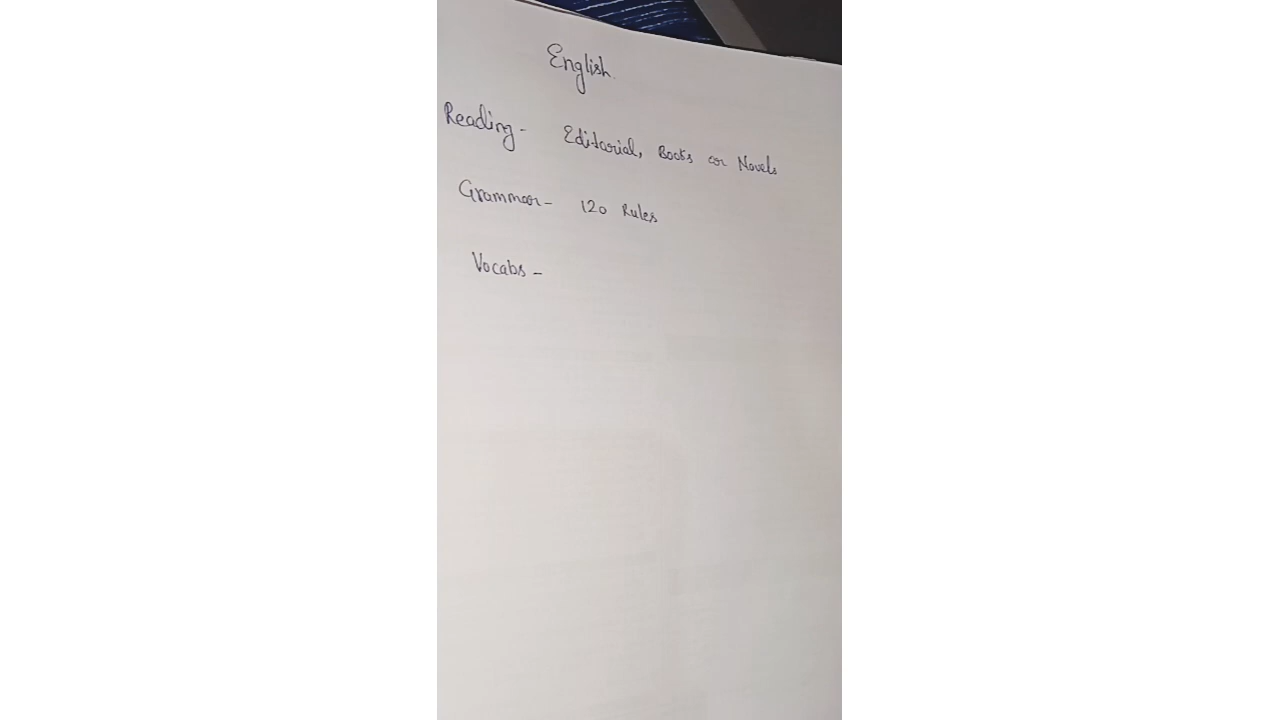 English
Reading - Editorial, Books or Novels
Grammar - 120 Rules
Vocabs -